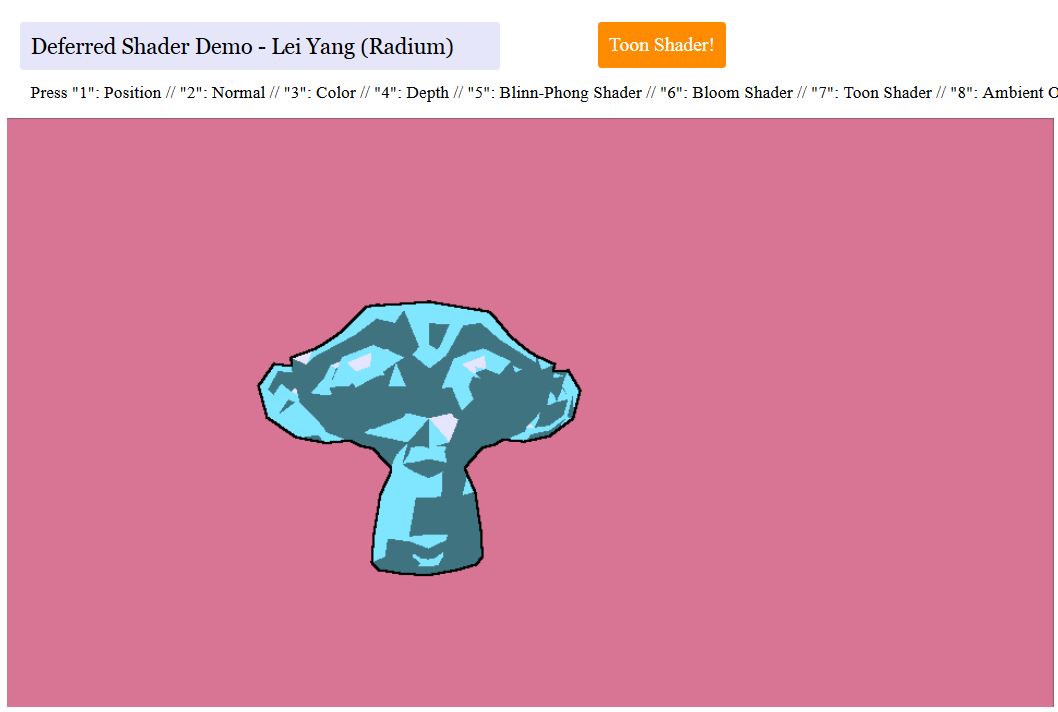 Deferred Shader Demo - Lei Yang (Radium)
Toon Shader!
Press "1": Position // "2": Normal // "3": Color // "4": Depth // "5": Blinn-Phong Shader // "6": Bloom Shader // "7": Toon Shader // "8": Ambient